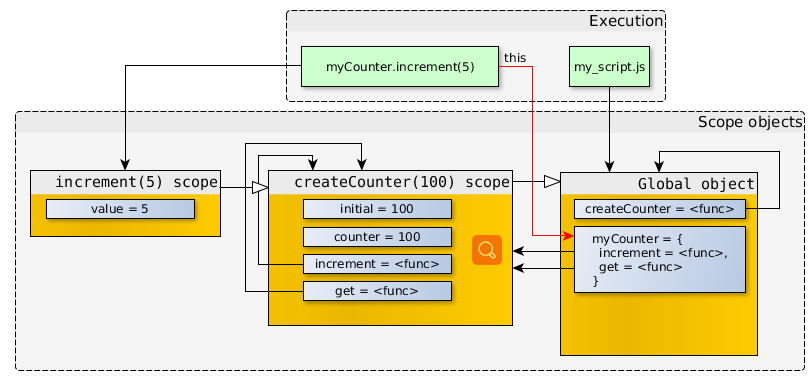 Execution
myCounter.increment(5)
this
my_script.js
Scope objects
increment(5) scope
value = 5
createCounter(100) scope
initial = 100
counter = 100
increment = <func>
get = <func>
Global object
createCounter = <func>
myCounter = {
increment = <func>,
get = <func>
}